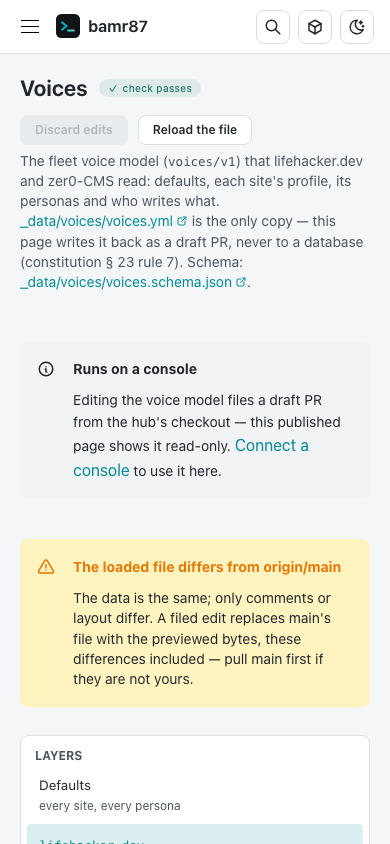 bamr87
Voices
✓ check passes
Discard edits
Reload the file
The fleet voice model (voices/v1) that lifehacker.dev
and zer0-CMS read: defaults, each site's profile, its
personas and who writes what.
_data/voices/voices.yml is the only copy — this
page writes it back as a draft PR, never to a database
(constitution § 23 rule 7). Schema:
_data/voices/voices.schema.json.
Runs on a console
Editing the voice model files a draft PR
from the hub's checkout — this published
page shows it read-only. Connect a
console to use it here.
The loaded file differs from origin/main
The data is the same; only comments or
layout differ. A filed edit replaces main's
file with the previewed bytes, these
differences included — pull main first if
they are not yours.
LAYERS
Defaults
every site, every persona
lifehacker.dev